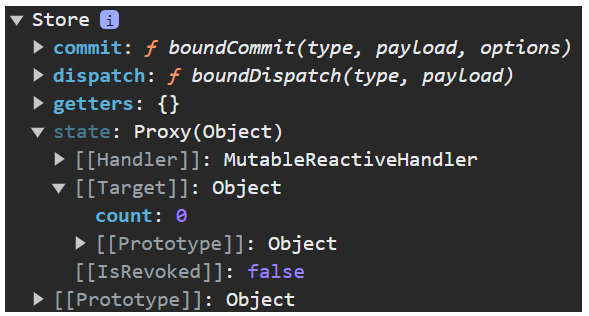 Store i
commit: ƒ boundCommit(type, payload, options)
dispatch: ƒ boundDispatch(type, payload)
getters: {}
state: Proxy(Object)
[[Handler]]: MutableReactiveHandler
[[Target]]: Object
count: 0
[[Prototype]]: Object
[[IsRevoked]]: false
[[Prototype]]: Object